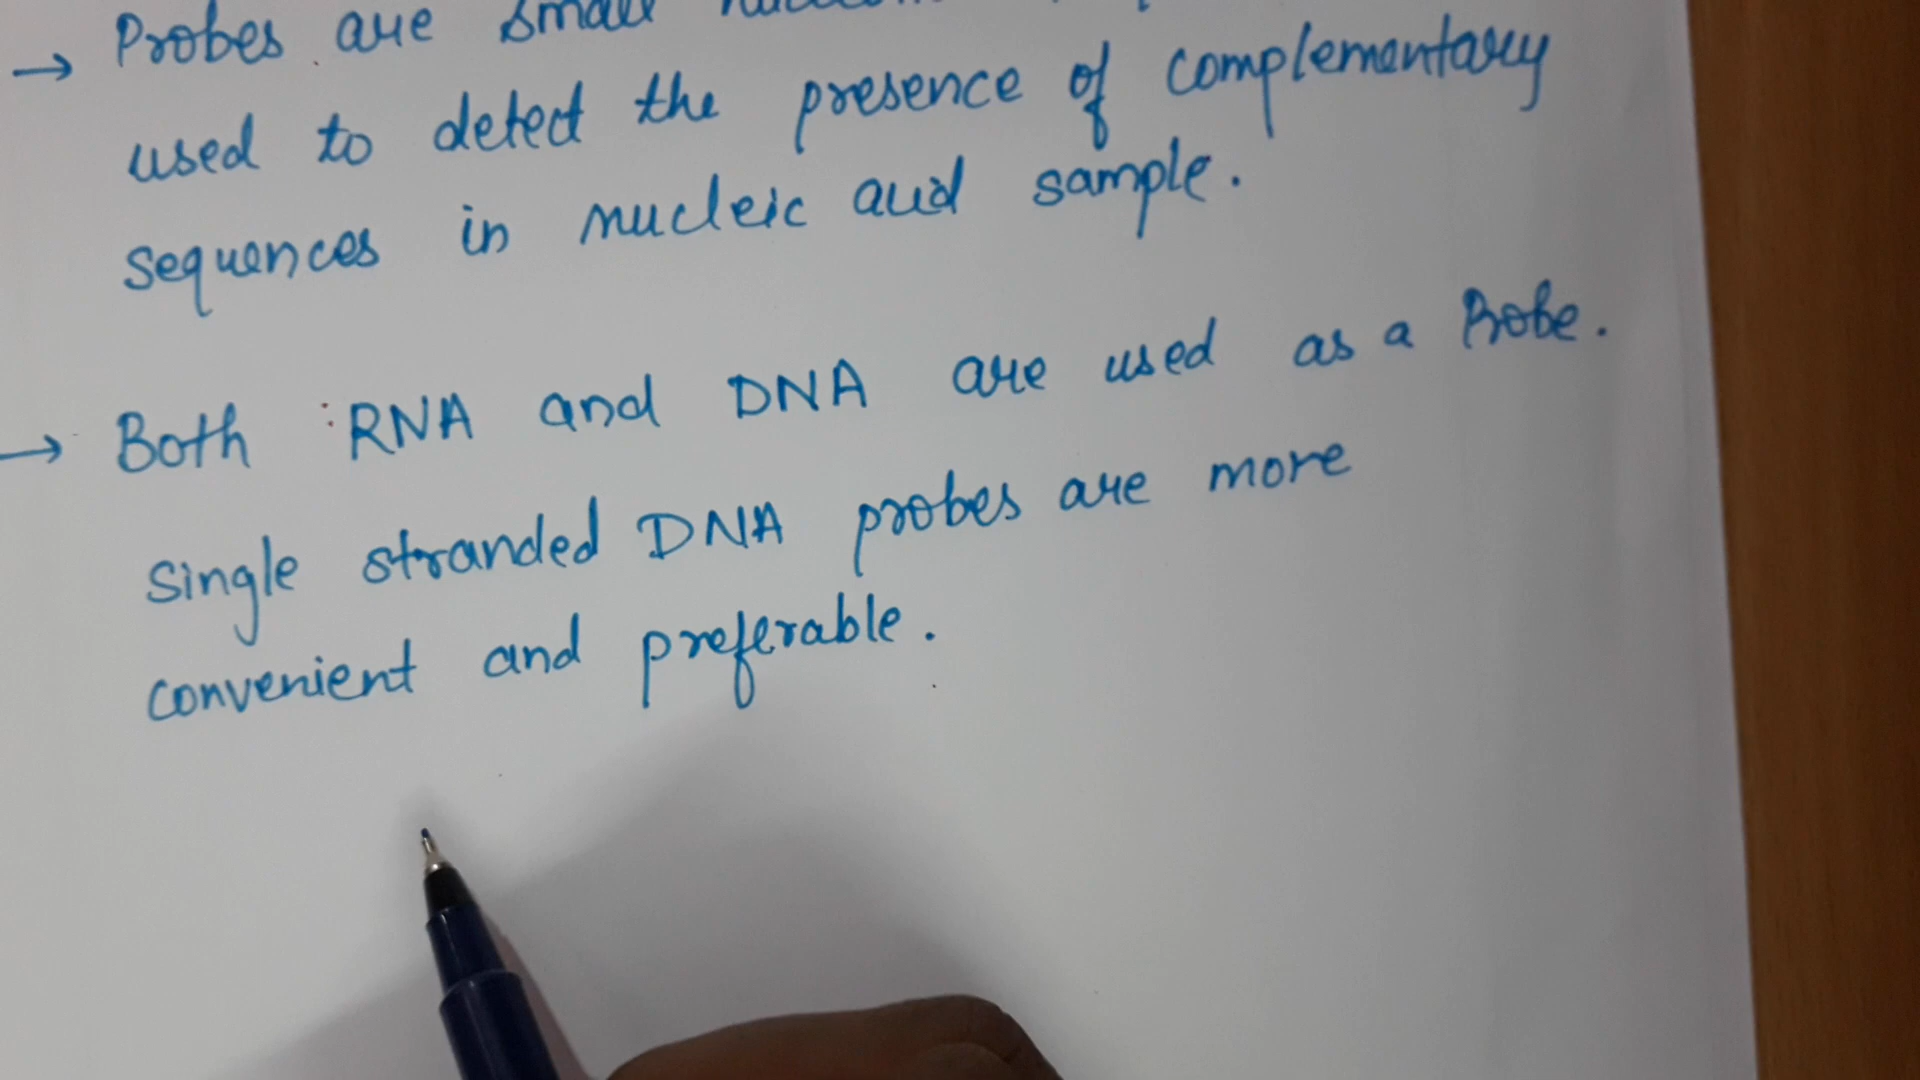 → Probes are small
used to detect the presence of complementary
sequences in nucleic acid sample.
→ Both RNA and DNA are used as a Probe.
Single stranded DNA probes are more
convenient and preferable.